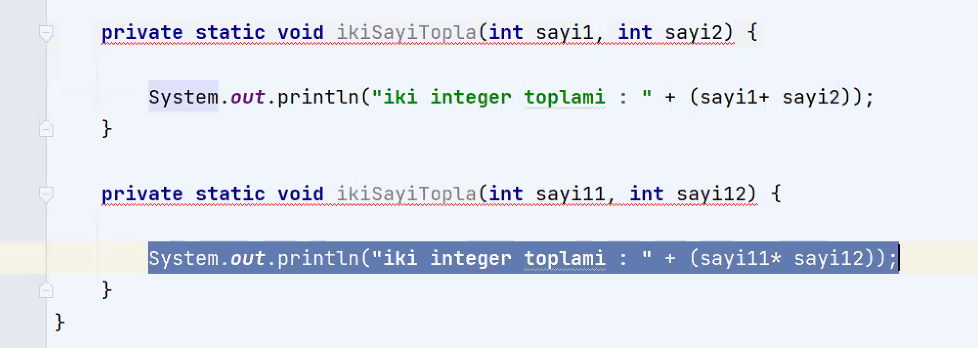 private static void ikiSayiTopla(int sayi1, int sayi2) {
System.out.println("iki integer toplami : " + (sayi1+ sayi2));
}
private static void ikiSayiTopla(int sayi11, int sayi12) {
System.out.println("iki integer toplami : " + (sayi11* sayi12));
}
}